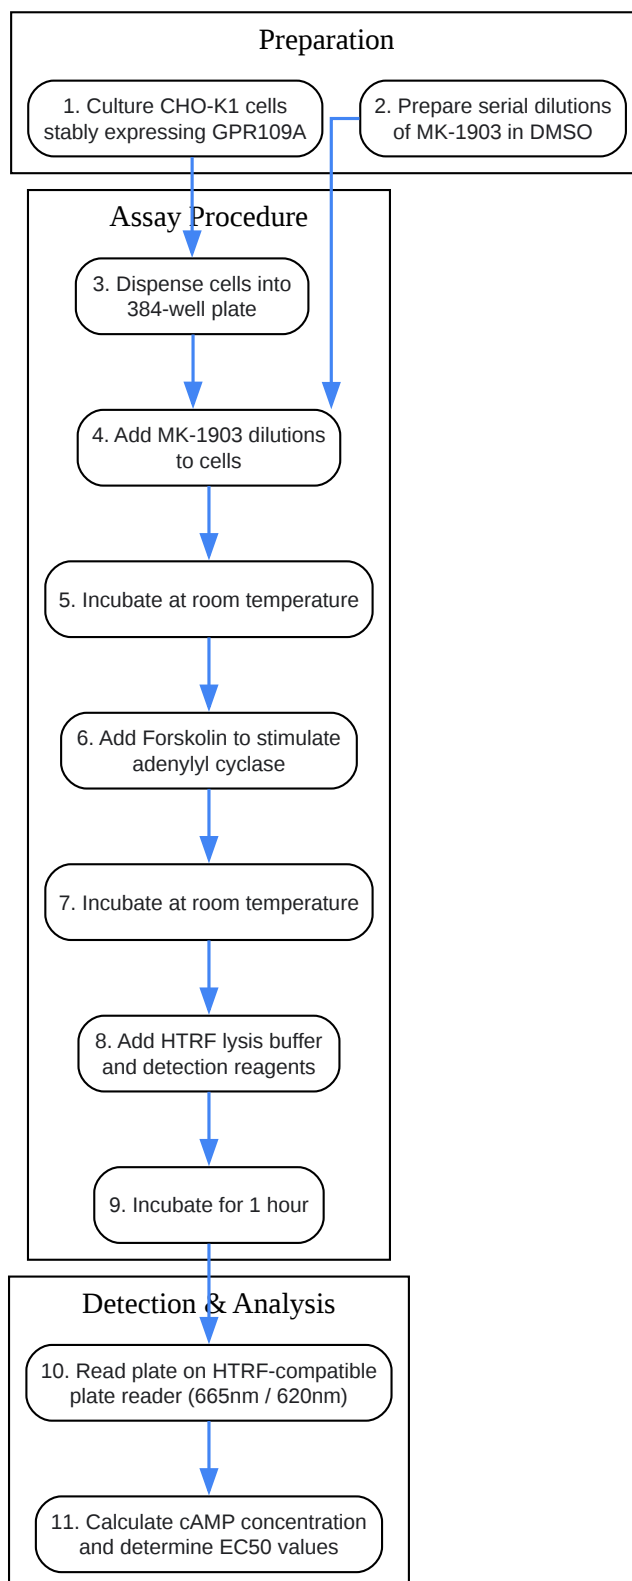 Preparation
1. Culture CHO-K1 cells
stably expressing GPR109A
2. Prepare serial dilutions
of MK-1903 in DMSO
Assay Procedure
3. Dispense cells into
384-well plate
4. Add MK-1903 dilutions
to cells
5. Incubate at room temperature
6. Add Forskolin to stimulate
adenylyl cyclase
7. Incubate at room temperature
8. Add HTRF lysis buffer
and detection reagents
9. Incubate for 1 hour
Detection & Analysis
10. Read plate on HTRF-compatible
plate reader (665nm / 620nm)
11. Calculate cAMP concentration
and determine EC50 values